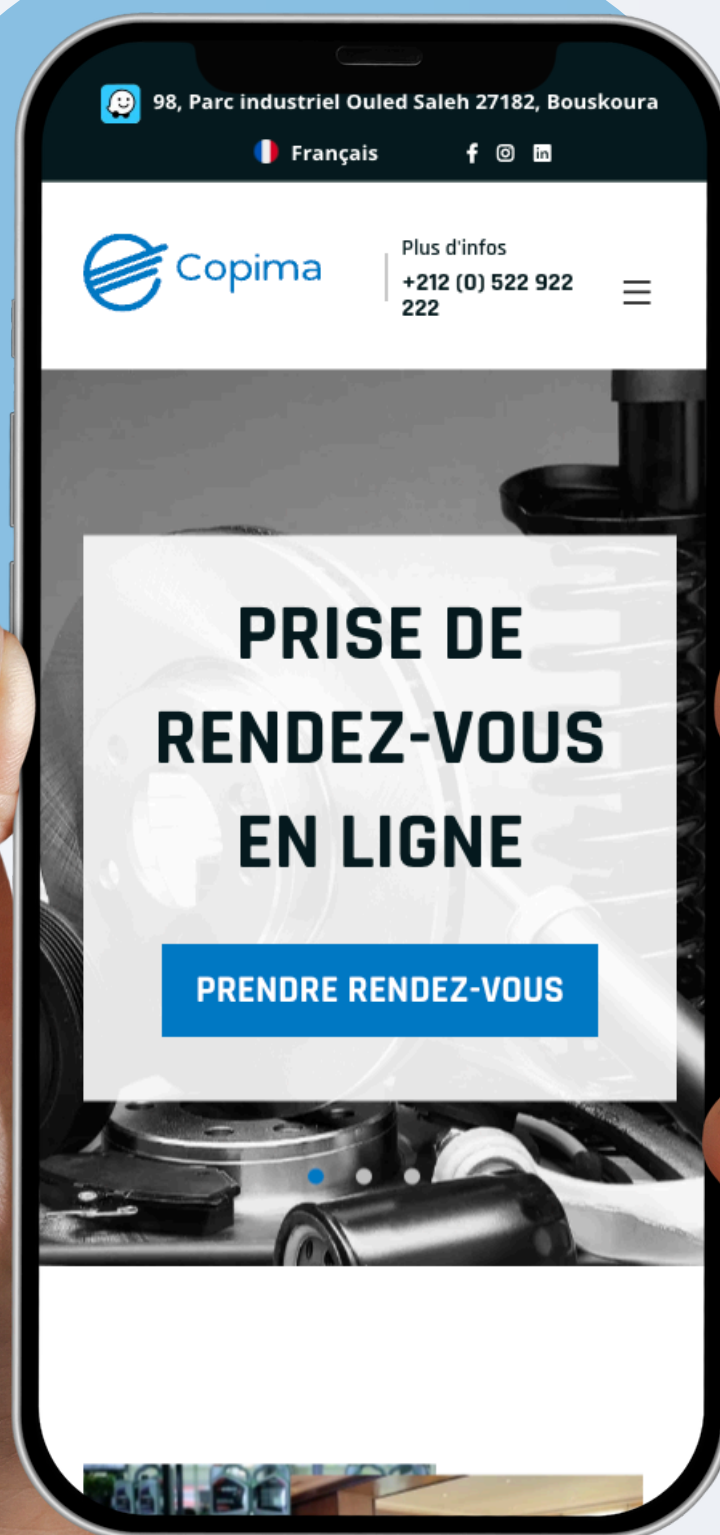 98, Parc industriel Ouled Saleh 27182, Bouskoura
Français
Copima
Plus d'infos
+212 (0) 522 922
222
PRISE DE
RENDEZ-VOUS
EN LIGNE
PRENDRE RENDEZ-VOUS